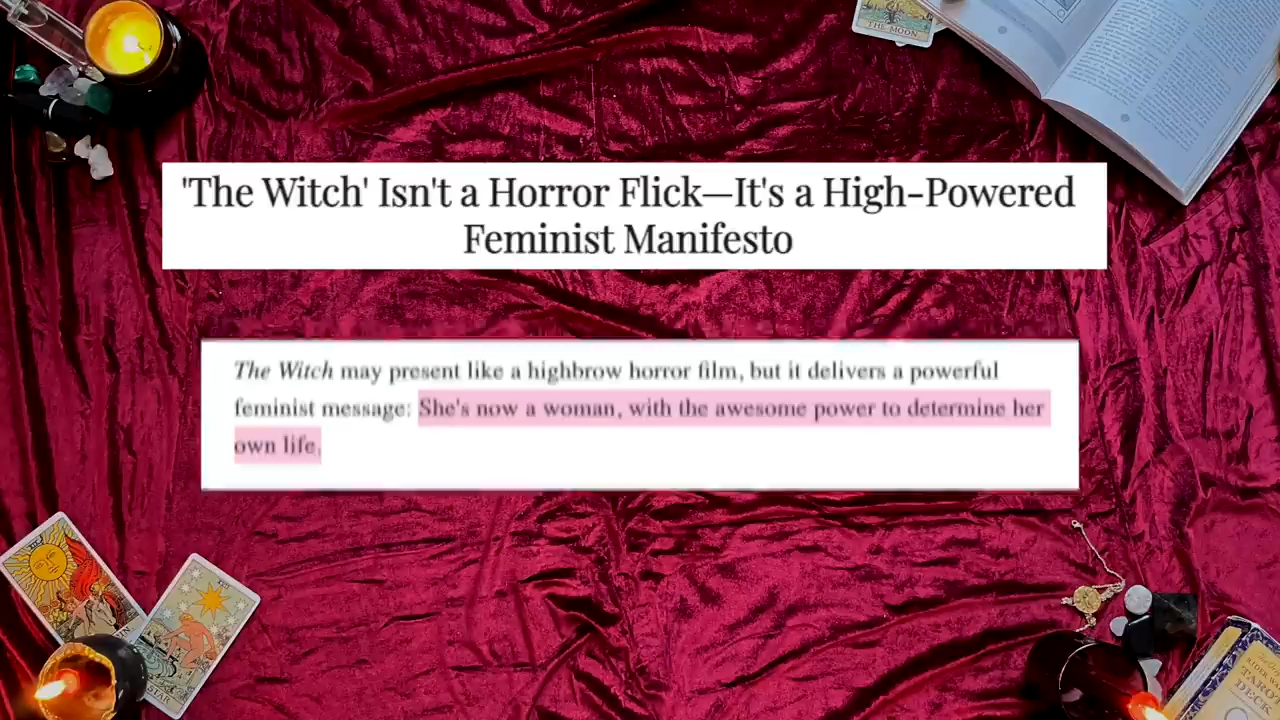 THE MOON
'The Witch' Isn't a Horror Flick—It's a High-Powered
Feminist Manifesto
The Witch may present like a highbrow horror film, but it delivers a powerful
feminist message: She's now a woman, with the awesome power to determine her
own life.
TAROT
DECK